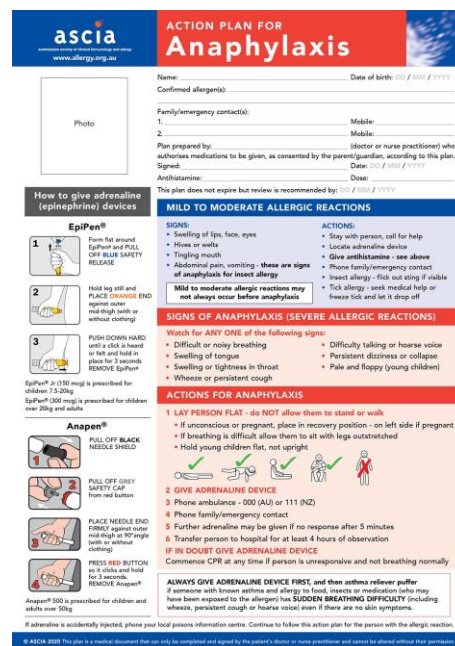 ascia
australasian society of clinical immunology and allergy
www.allergy.org.au
ACTION PLAN FOR
Anaphylaxis
Photo
Name: Date of birth: DD / MM / YYYY
Confirmed allergen(s):
Family/emergency contact(s):
1. Mobile:
2. Mobile:
Plan prepared by: (doctor or nurse practitioner) who
authorises medications to be given, as consented by the parent/guardian, according to this plan.
Signed: Date: DD / MM / YYYY
Antihistamine: Dose:
This plan does not expire but review is recommended by: DD / MM / YYYY
How to give adrenaline
(epinephrine) devices
EpiPen®
1
Form fist around
EpiPen® and PULL
OFF BLUE SAFETY
RELEASE
2
Hold leg still and
PLACE ORANGE END
against outer
mid-thigh (with or
without clothing)
3
PUSH DOWN HARD
until a click is heard
or felt and hold in
place for 3 seconds
REMOVE EpiPen®
EpiPen® Jr (150 mcg) is prescribed for
children 7.5-20kg
EpiPen® (300 mcg) is prescribed for children
over 20kg and adults
Anapen®
1
PULL OFF BLACK
NEEDLE SHIELD
2
PULL OFF GREY
SAFETY CAP
from red button
3
PLACE NEEDLE END
FIRMLY against outer
mid-thigh at 90°angle
(with or without
clothing)
4
PRESS RED BUTTON
so it clicks and hold
for 3 seconds.
REMOVE Anapen®
Anapen® 500 is prescribed for children and
adults over 50kg
MILD TO MODERATE ALLERGIC REACTIONS
SIGNS:
• Swelling of lips, face, eyes
• Hives or welts
• Tingling mouth
• Abdominal pain, vomiting - these are signs
of anaphylaxis for insect allergy
Mild to moderate allergic reactions may
not always occur before anaphylaxis
ACTIONS:
• Stay with person, call for help
• Locate adrenaline device
• Give antihistamine - see above
• Phone family/emergency contact
• Insect allergy - flick out sting if visible
• Tick allergy - seek medical help or
freeze tick and let it drop off
SIGNS OF ANAPHYLAXIS (SEVERE ALLERGIC REACTIONS)
Watch for ANY ONE of the following signs:
• Difficult or noisy breathing
• Swelling of tongue
• Swelling or tightness in throat
• Wheeze or persistent cough
• Difficulty talking or hoarse voice
• Persistent dizziness or collapse
• Pale and floppy (young children)
ACTIONS FOR ANAPHYLAXIS
1 LAY PERSON FLAT - do NOT allow them to stand or walk
• If unconscious or pregnant, place in recovery position - on left side if pregnant
• If breathing is difficult allow them to sit with legs outstretched
• Hold young children flat, not upright
2 GIVE ADRENALINE DEVICE
3 Phone ambulance - 000 (AU) or 111 (NZ)
4 Phone family/emergency contact
5 Further adrenaline may be given if no response after 5 minutes
6 Transfer person to hospital for at least 4 hours of observation
IF IN DOUBT GIVE ADRENALINE DEVICE
Commence CPR at any time if person is unresponsive and not breathing normally
ALWAYS GIVE ADRENALINE DEVICE FIRST, and then asthma reliever puffer
if someone with known asthma and allergy to food, insects or medication (who may
have been exposed to the allergen) has SUDDEN BREATHING DIFFICULTY (including
wheeze, persistent cough or hoarse voice) even if there are no skin symptoms.
If adrenaline is accidentally injected, phone your local poisons information centre. Continue to follow this action plan for the person with the allergic reaction.
© ASCIA 2025 This plan is a medical document that can only be completed and signed by the patient's doctor or nurse practitioner and cannot be altered without their permission.